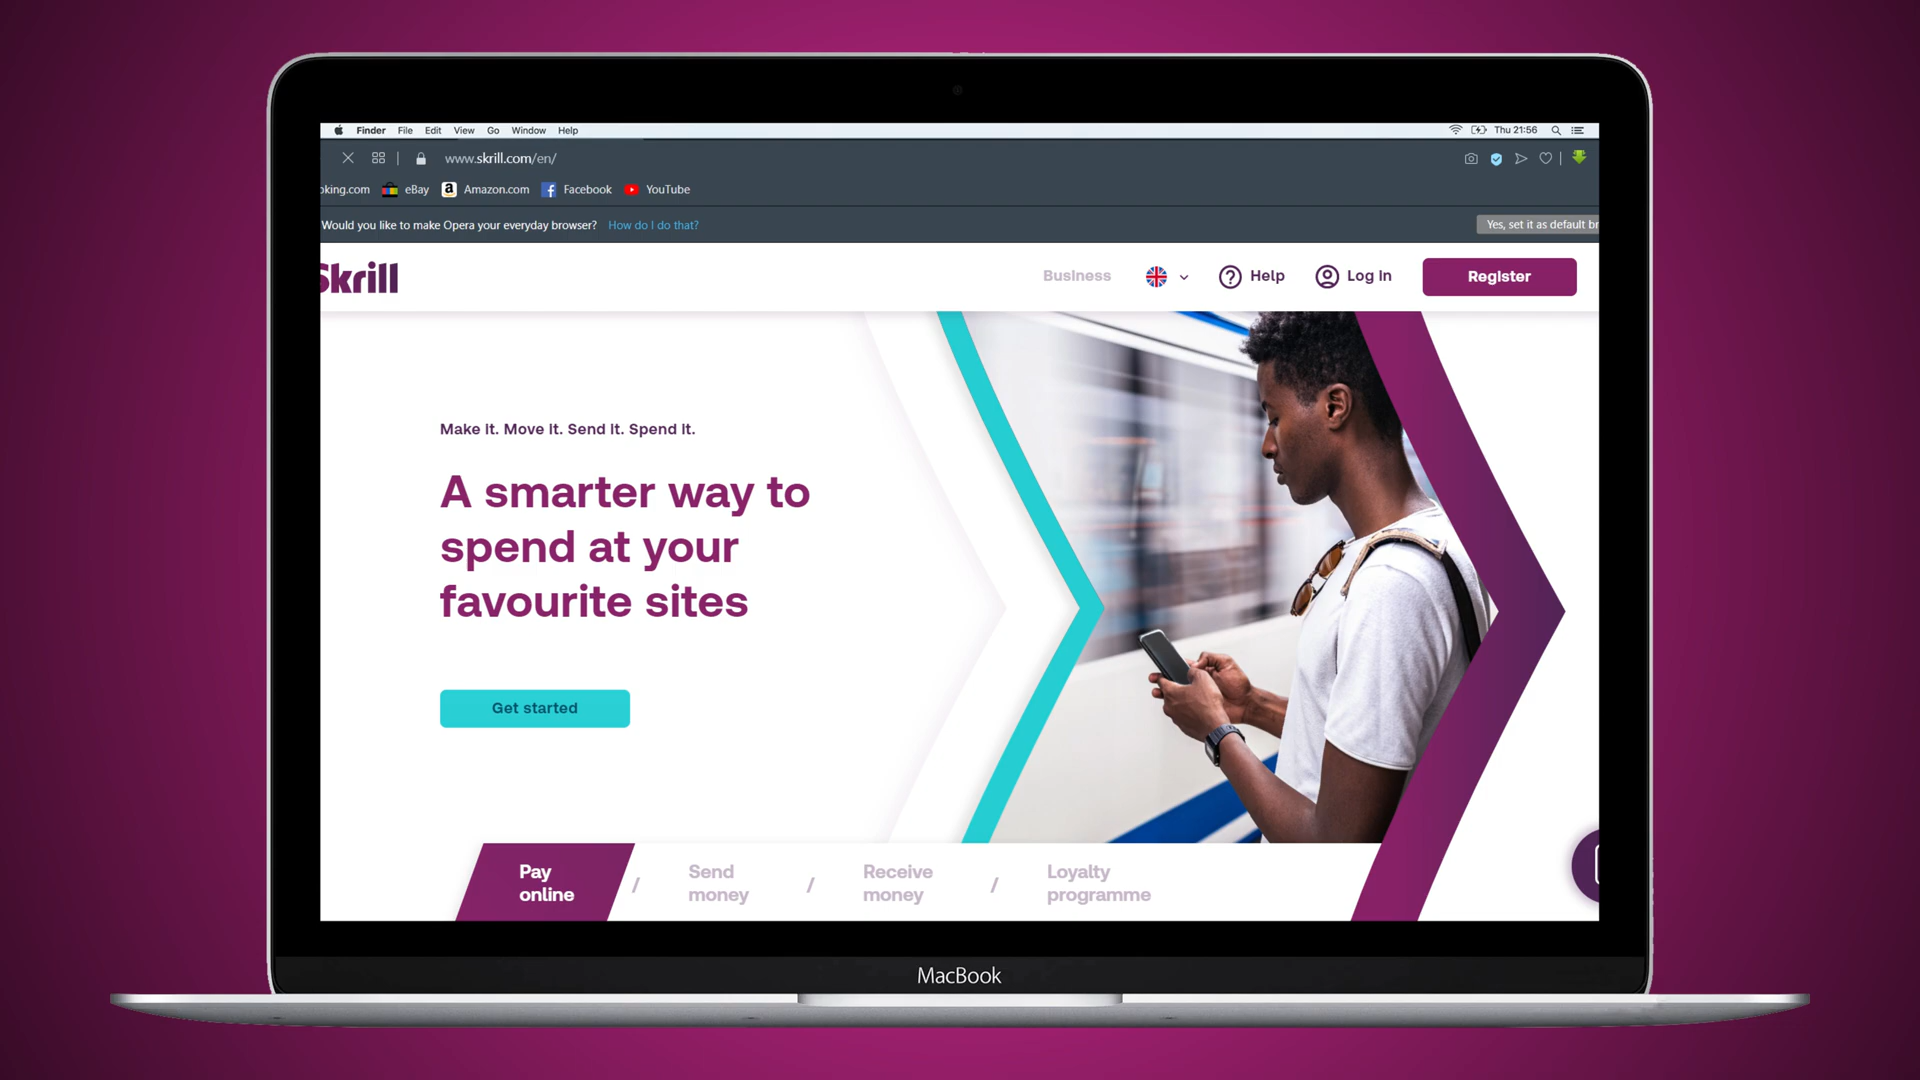 Finder File Edit View Go Window Help Thu 21:56
www.skrill.com/en/
oking.com eBay Amazon.com Facebook YouTube
Would you like to make Opera your everyday browser? How do I do that? Yes, set it as default br
Skrill Business Help Log in Register
Make it. Move it. Send it. Spend it.
A smarter way to
spend at your
favourite sites
Get started
Pay
online
/
Send
money
/
Receive
money
/
Loyalty
programme
MacBook